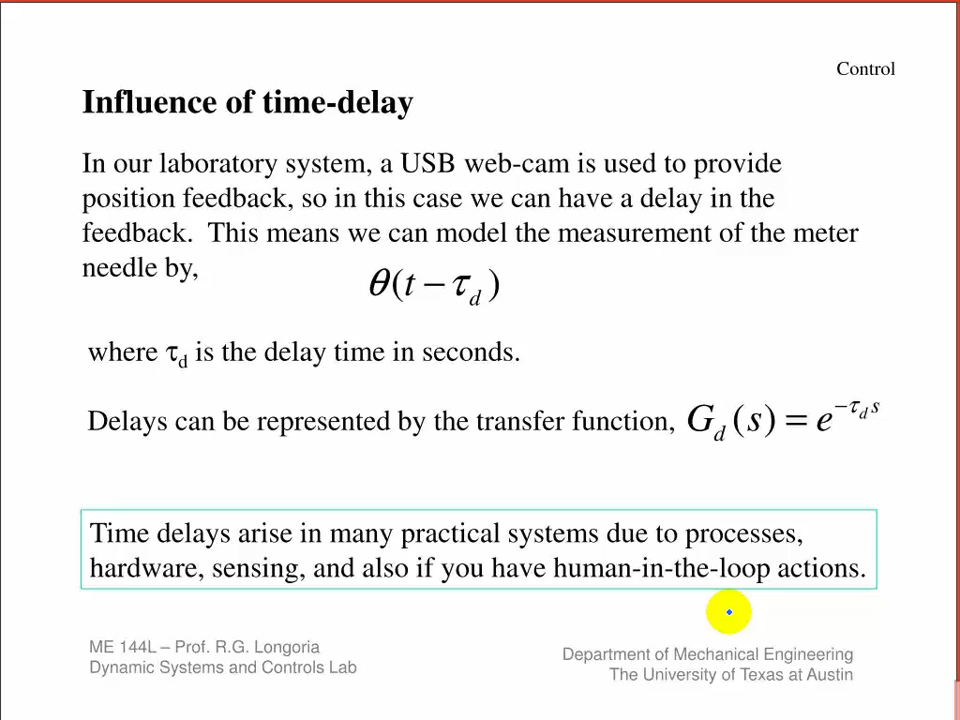 Control
Influence of time-delay
In our laboratory system, a USB web-cam is used to provide
position feedback, so in this case we can have a delay in the
feedback.  This means we can model the measurement of the meter
needle by,
θ(t − τ_d)
where τ_d is the delay time in seconds.
Delays can be represented by the transfer function, G_d(s) = e^{−τ_d s}
Time delays arise in many practical systems due to processes,
hardware, sensing, and also if you have human-in-the-loop actions.
ME 144L – Prof. R.G. Longoria
Dynamic Systems and Controls Lab
Department of Mechanical Engineering
The University of Texas at Austin